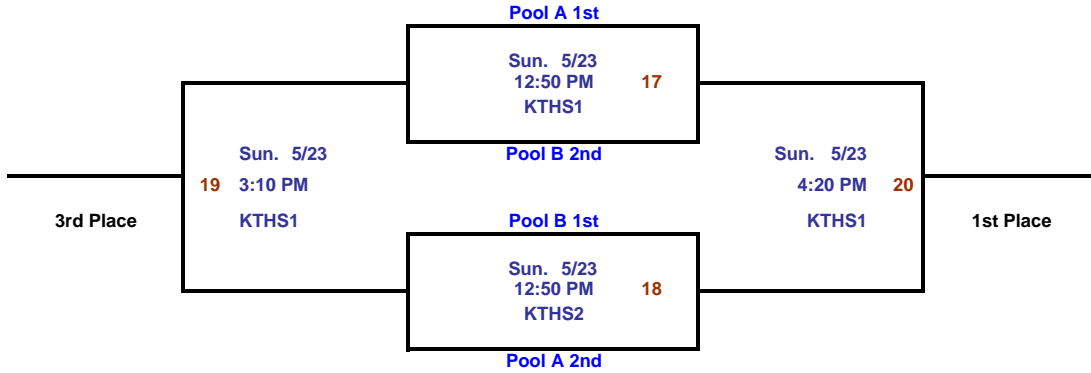 Pool A 1st
Sun. 5/23
12:50 PM 17
KTHS1
Pool B 2nd
Sun. 5/23
19 3:10 PM
KTHS1
3rd Place
Sun. 5/23
4:20 PM 20
KTHS1
1st Place
Pool B 1st
Sun. 5/23
12:50 PM 18
KTHS2
Pool A 2nd